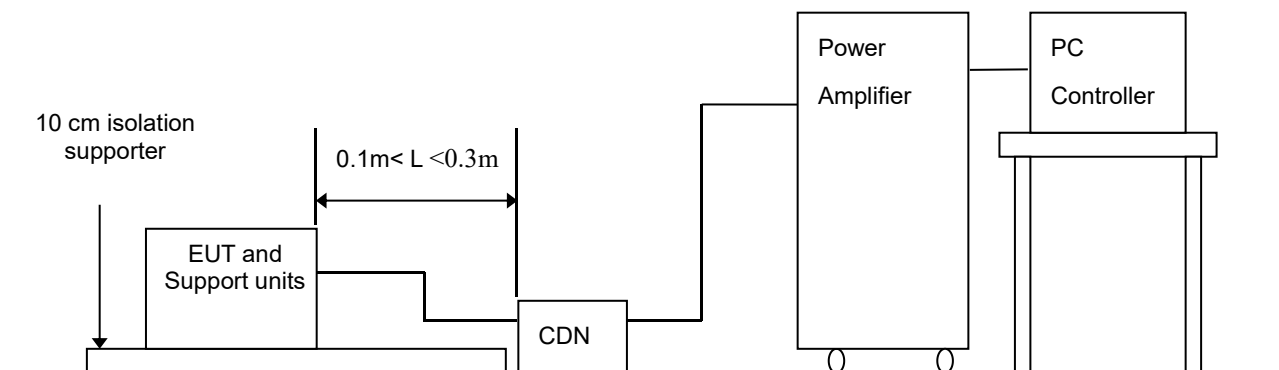 Power
Amplifier
PC
Controller
10 cm isolation
supporter
0.1m< L <0.3m
EUT and
Support units
CDN